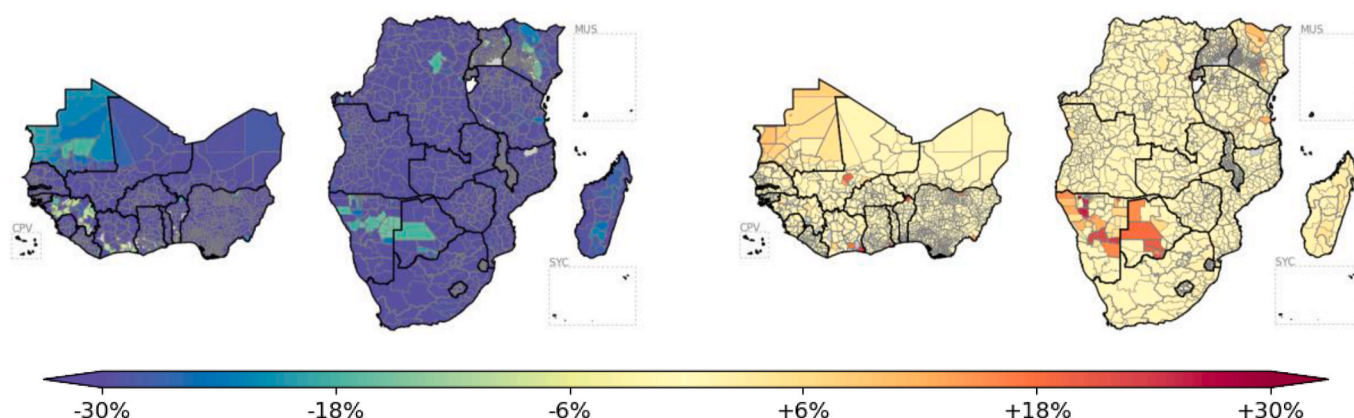 MUS
MUS
CPV
CPV
SYC
SYC
-30%
-18%
-6%
+6%
+18%
+30%